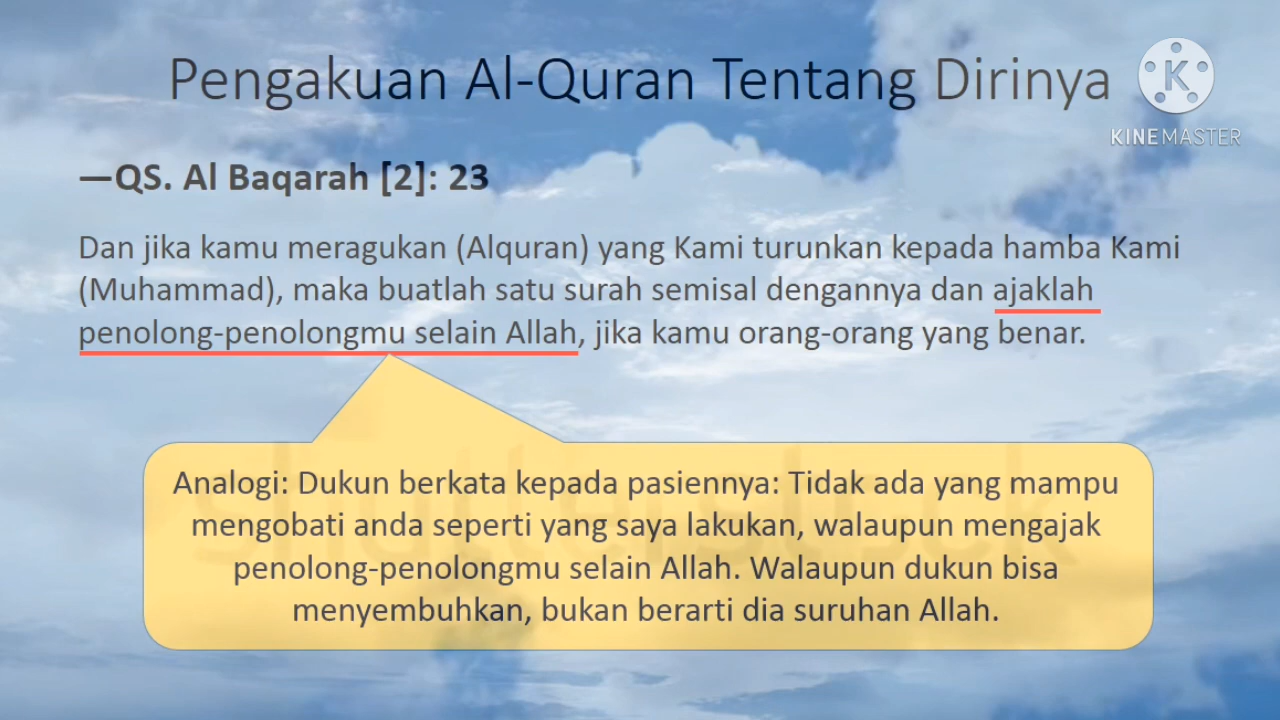 Pengakuan Al-Quran Tentang Dirinya
K
KINEMASTER
—QS. Al Baqarah [2]: 23
Dan jika kamu meragukan (Alquran) yang Kami turunkan kepada hamba Kami
(Muhammad), maka buatlah satu surah semisal dengannya dan ajaklah
penolong-penolongmu selain Allah, jika kamu orang-orang yang benar.
Analogi: Dukun berkata kepada pasiennya: Tidak ada yang mampu
mengobati anda seperti yang saya lakukan, walaupun mengajak
penolong-penolongmu selain Allah. Walaupun dukun bisa
menyembuhkan, bukan berarti dia suruhan Allah.